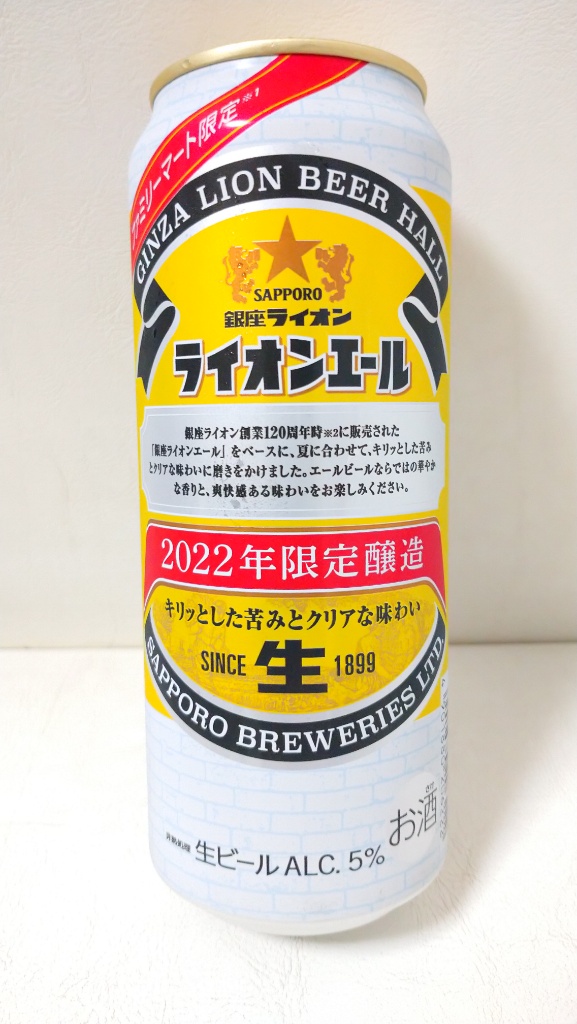 ファミリーマート限定※1
GINZA LION BEER HALL
SAPPORO
銀座ライオン
ライオンエール
銀座ライオン創業120周年時※2に販売された
「銀座ライオンエール」をベースに、夏に合わせて、キリッとした苦み
とクリアな味わいに磨きをかけました。エールビールならではの華やか
な香りと、爽快感ある味わいをお楽しみください。
2022年限定醸造
キリッとした苦みとクリアな味わい
SINCE 生 1899
SAPPORO BREWERIES LTD.
お酒
非熱処理 生ビール ALC. 5%